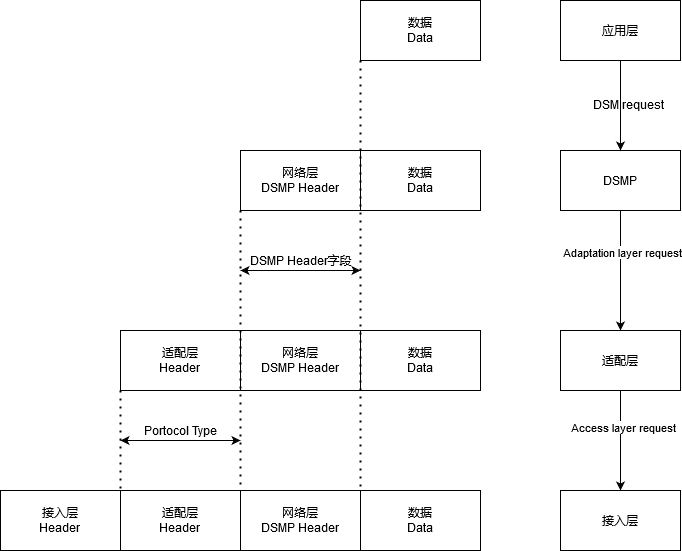 数据
Data
应用层
DSM request
网络层
DSMP Header
数据
Data
DSMP
DSMP Header字段
Adaptation layer request
适配层
Header
网络层
DSMP Header
数据
Data
适配层
Portocol Type
Access layer request
接入层
Header
适配层
Header
网络层
DSMP Header
数据
Data
接入层